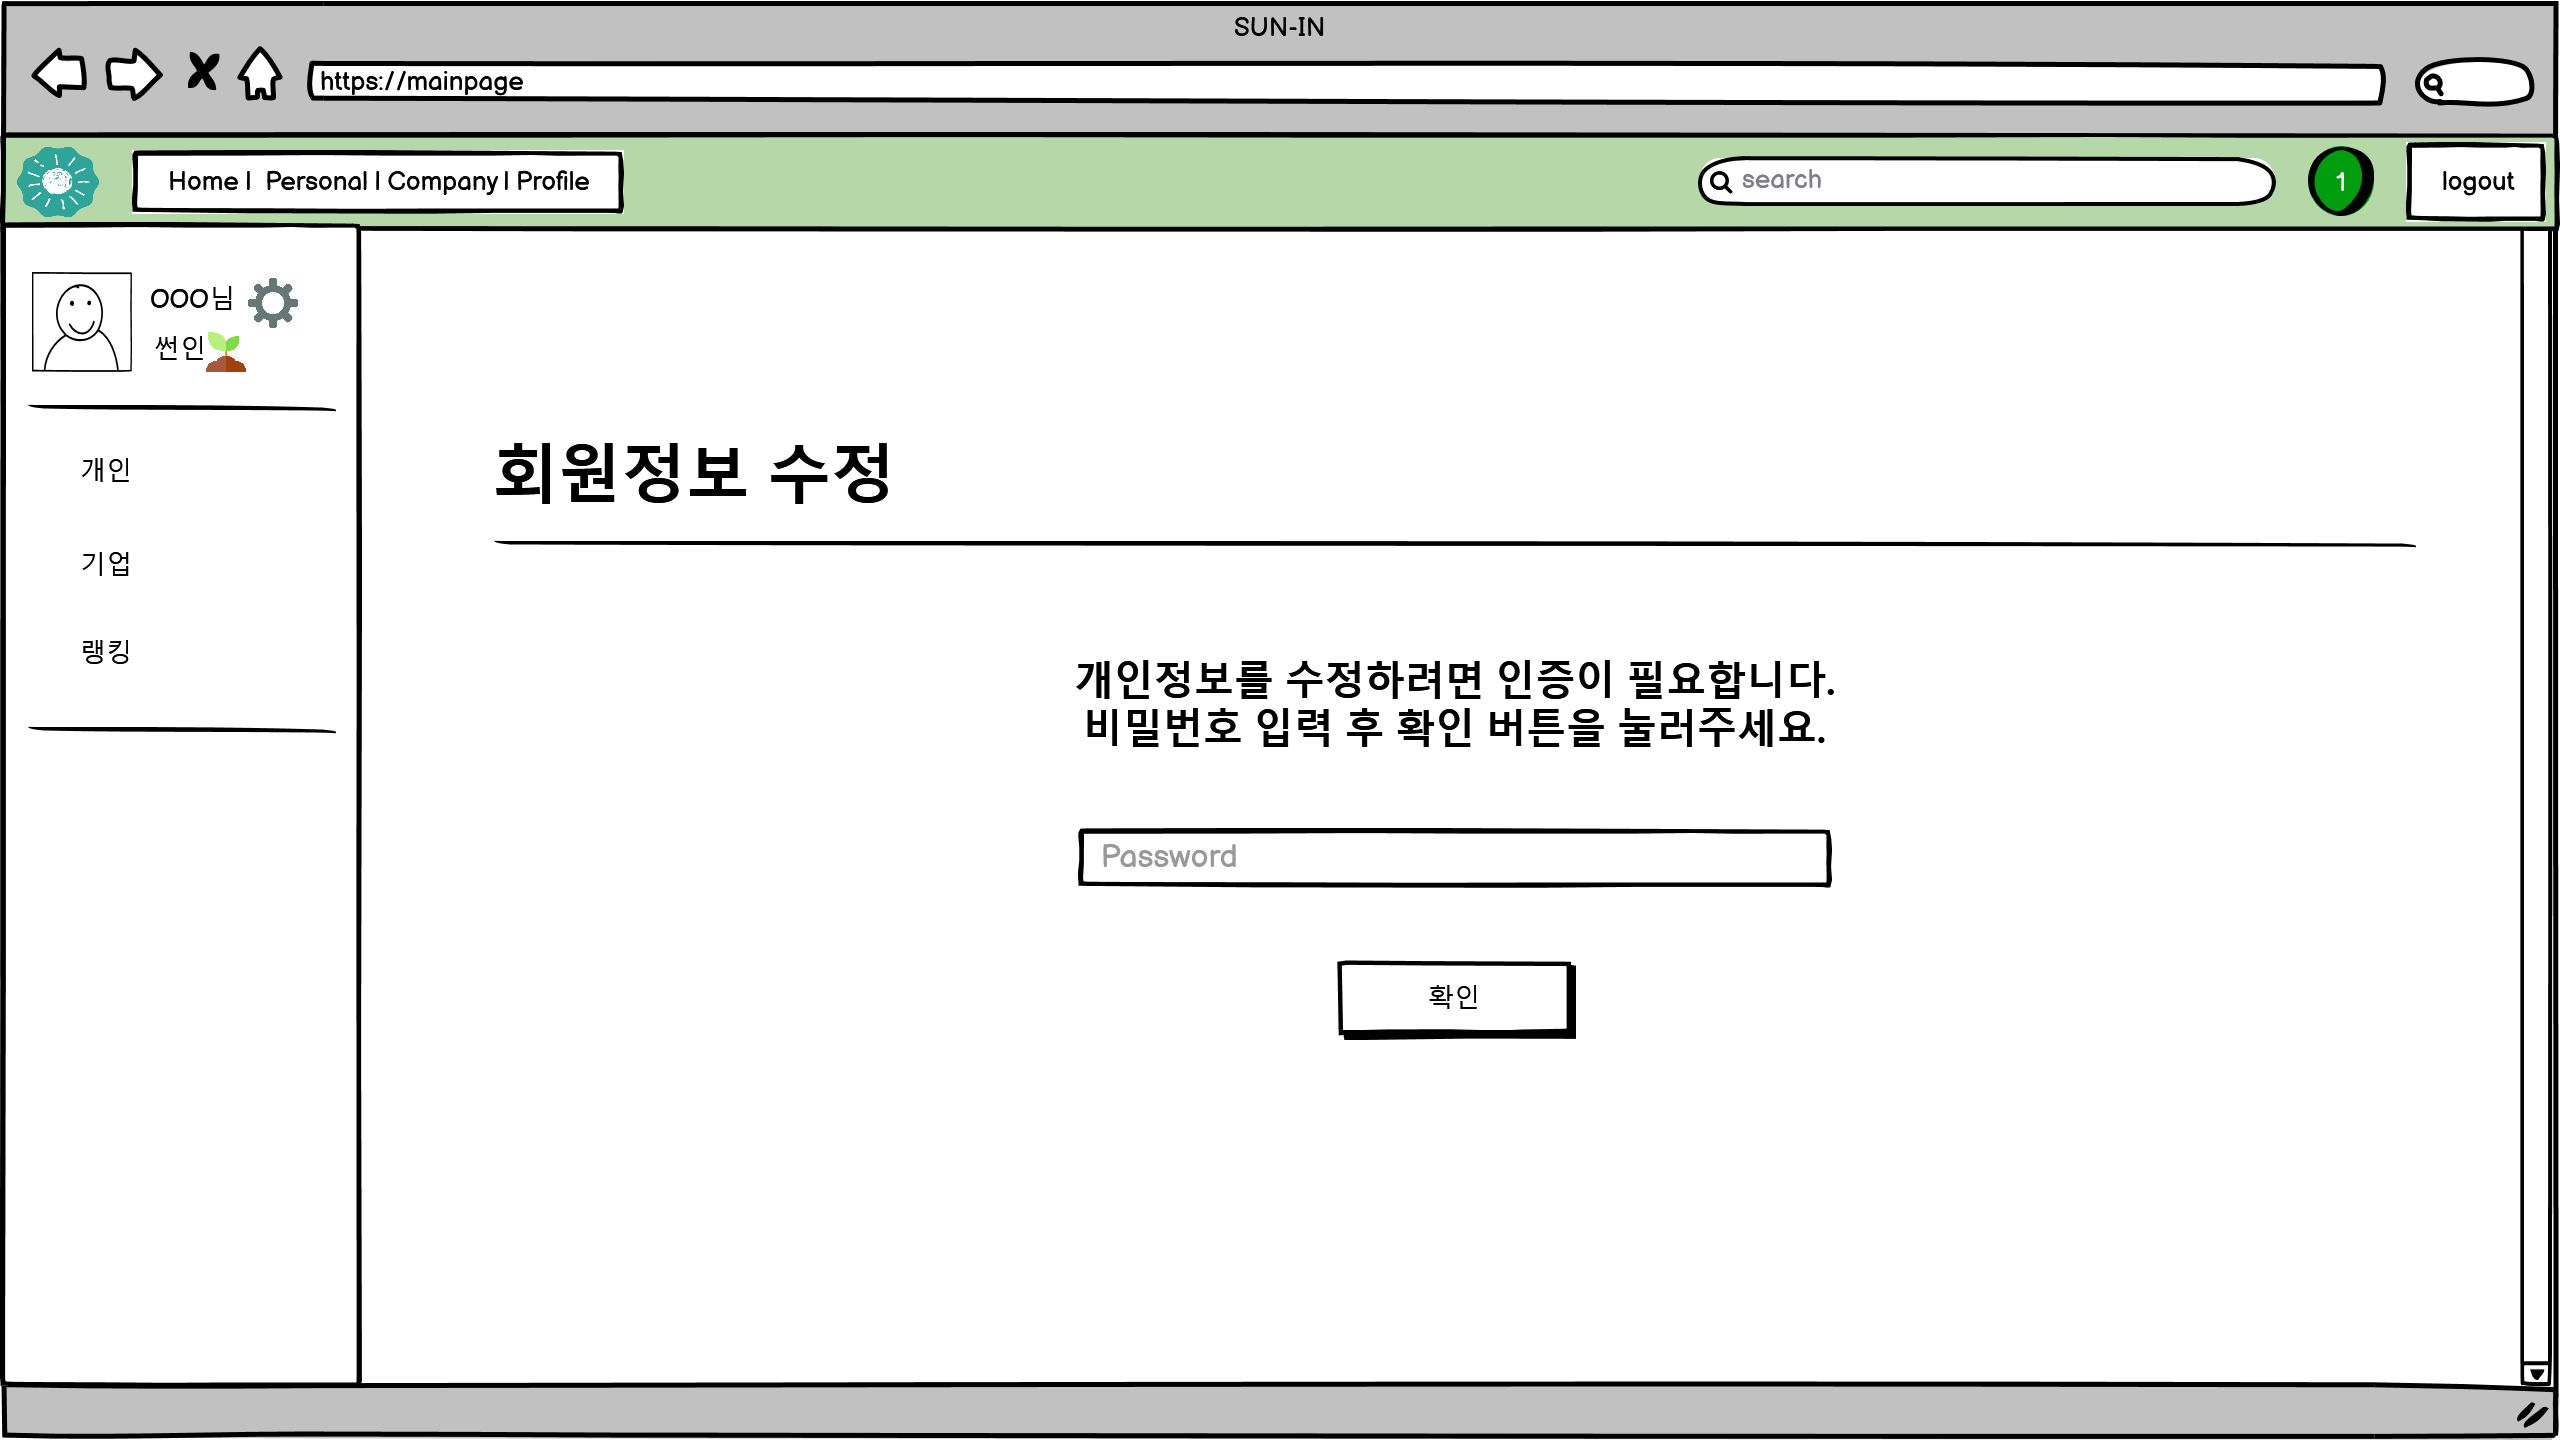 SUN-IN
https://mainpage
Home | Personal | Company | Profile
search
1
logout
OOO님
썬인
개인
기업
랭킹
회원정보 수정
개인정보를 수정하려면 인증이 필요합니다.
비밀번호 입력 후 확인 버튼을 눌러주세요.
Password
확인